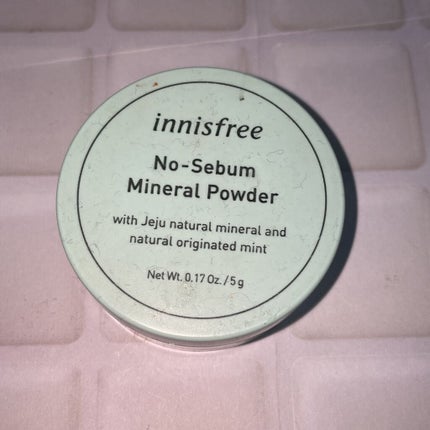 innisfree
No-Sebum
Mineral Powder
with Jeju natural mineral and
natural originated mint
Net Wt. 0.17 Oz. / 5 g